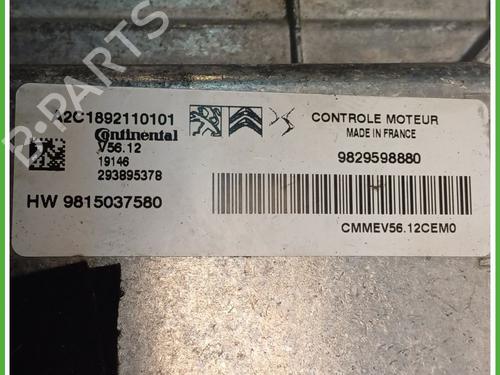 B-PARTS
A2C1892110101
Continental
V56.12
19146
293895378
HW 9815037580
CONTROLE MOTEUR
MADE IN FRANCE
9829598880
CMMEV56.12CEM0